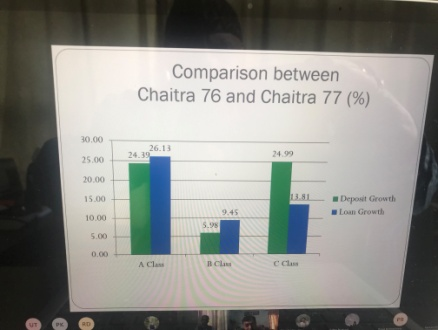 Comparison between
Chaitra 76 and Chaitra 77 (%)
30.00
25.00
20.00
15.00
10.00
5.00
0.00
24.39
26.13
5.98
9.45
24.99
13.81
A Class
B Class
C Class
Deposit Growth
Loan Growth
UT PK